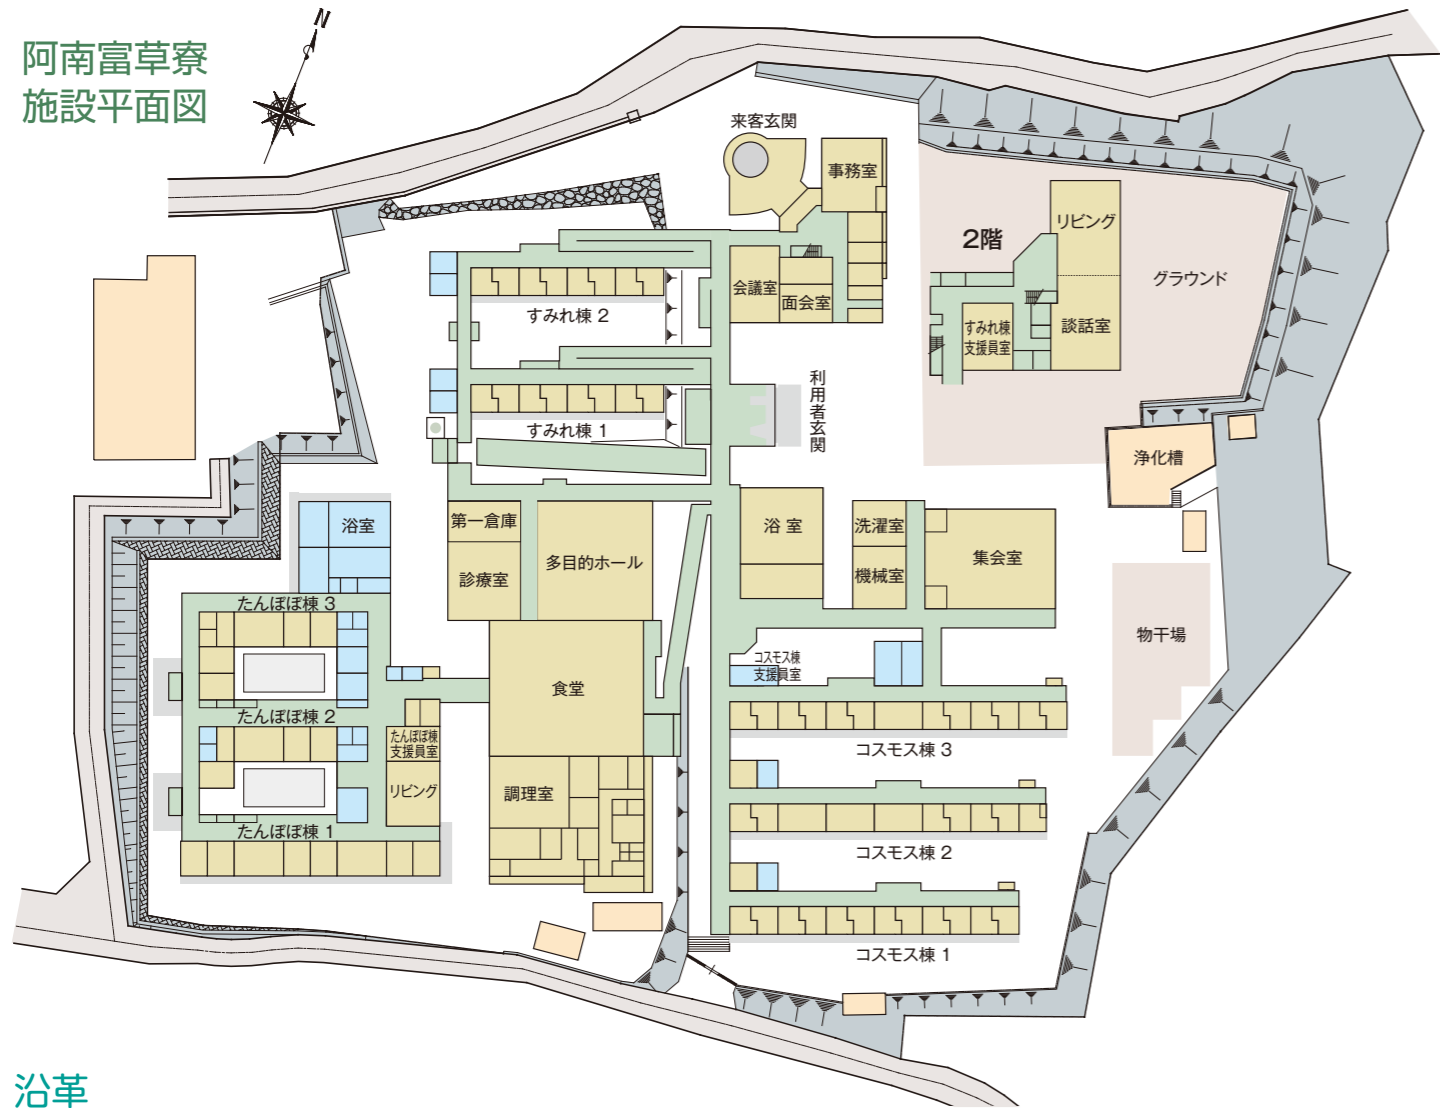 阿南富草寮
施設平面図
N
来客玄関
事務室
2階
リビング
グラウンド
会議室
面会室
すみれ棟 2
すみれ棟
支援員室
談話室
利用者玄関
すみれ棟 1
浄化槽
浴室
第一倉庫
診療室
多目的ホール
浴 室
洗濯室
機械室
集会室
たんぽぽ棟 3
物干場
コスモス棟
支援員室
食堂
たんぽぽ棟 2
たんぽぽ棟
支援員室
コスモス棟 3
リビング
調理室
たんぽぽ棟 1
コスモス棟 2
コスモス棟 1
沿革